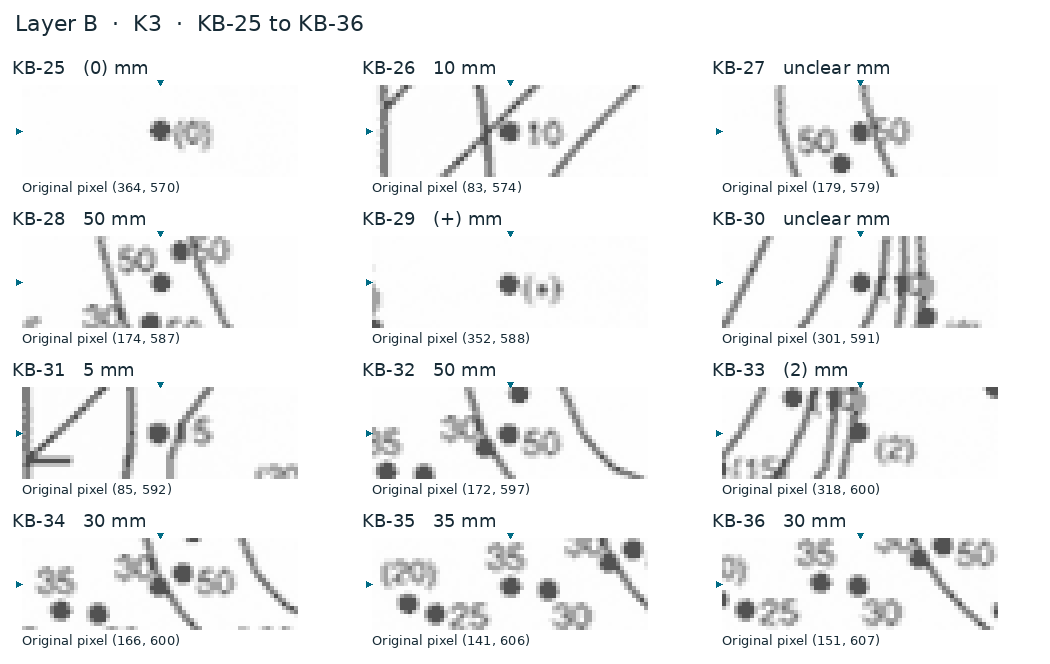 Layer B · K3 · KB-25 to KB-36
KB-25 (0) mm
KB-26 10 mm
KB-27 unclear mm
(0)
10
50
50
Original pixel (364, 570)
Original pixel (83, 574)
Original pixel (179, 579)
KB-28 50 mm
KB-29 (+) mm
KB-30 unclear mm
50
50
30
Original pixel (174, 587)
Original pixel (352, 588)
Original pixel (301, 591)
KB-31 5 mm
KB-32 50 mm
KB-33 (2) mm
5
35
30
50
(2)
(15
Original pixel (85, 592)
Original pixel (172, 597)
Original pixel (318, 600)
KB-34 30 mm
KB-35 35 mm
KB-36 30 mm
35
30
50
(20)
25
35
30
30
25
35
30
50
Original pixel (166, 600)
Original pixel (141, 606)
Original pixel (151, 607)